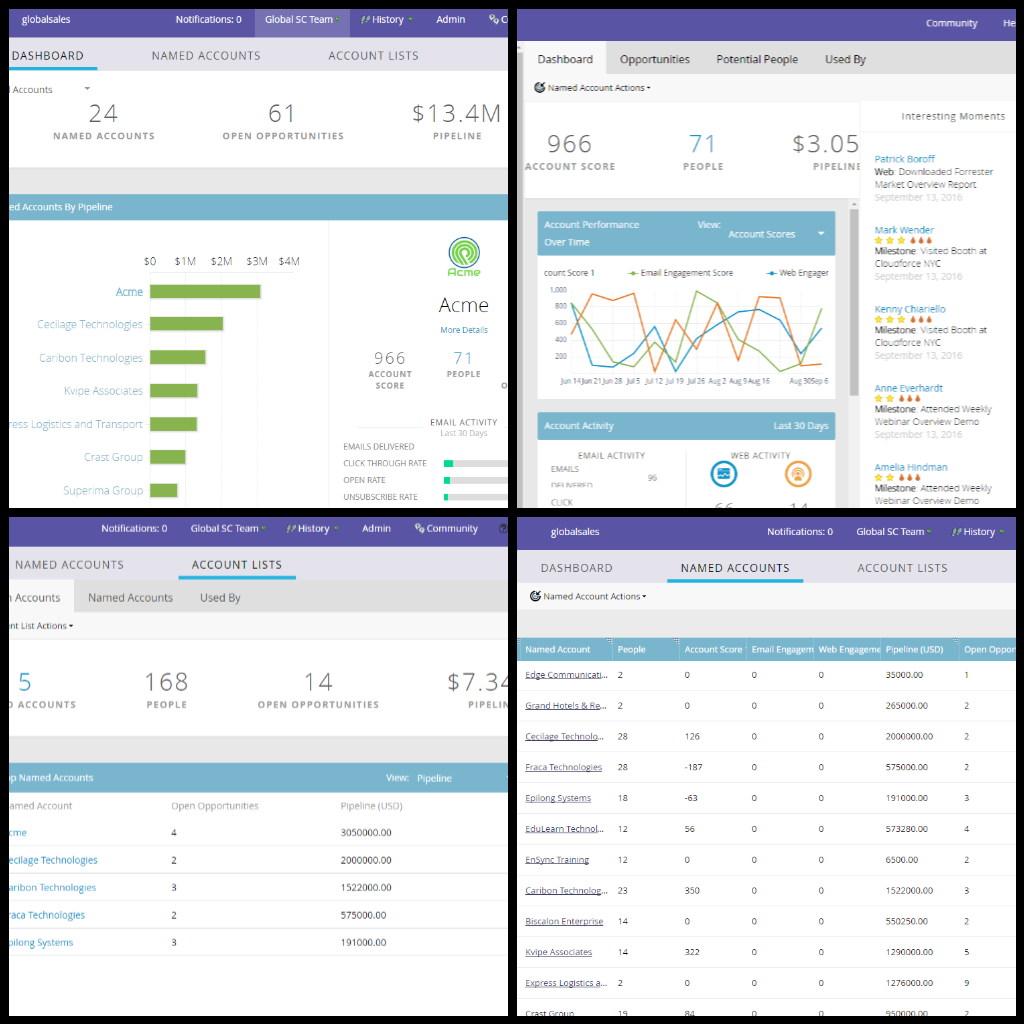 globalsales Notifications: 0 Global SC Team History Admin
DASHBOARD NAMED ACCOUNTS ACCOUNT LISTS
Accounts
24 61 $13.4M
NAMED ACCOUNTS OPEN OPPORTUNITIES PIPELINE
Accounts By Pipeline
$0 $1M $2M $3M $4M
Acme
Cecilage Technologies
Caribon Technologies
Kvipe Associates
ress Logistics and Transport
Crast Group
Superima Group
Acme
Acme
More Details
966 71
ACCOUNT SCORE PEOPLE
EMAIL ACTIVITY
Last 30 Days
EMAILS DELIVERED
CLICK THROUGH RATE
OPEN RATE
UNSUBSCRIBE RATE
Community He
Dashboard Opportunities Potential People Used By
Named Account Actions
966 71 $3.05
ACCOUNT SCORE PEOPLE PIPELINE
Account Performance
Over Time
View: Account Scores
count Score 1 Email Engagement Score Web Engager
1,000
800
600
400
200
Jun 14 Jun 21 Jun 28 Jul 5 Jul 12 Jul 19 Jul 26 Aug 2 Aug 9 Aug 16 Aug 30 Sep 6
Account Activity Last 30 Days
EMAIL ACTIVITY WEB ACTIVITY
EMAILS
DELIVERED 96
CLICK 66 14
Interesting Moments
Patrick Boroff
Web: Downloaded Forrester
Market Overview Report
September 13, 2016
Mark Wender
Milestone: Visited Booth at
Cloudforce NYC
September 13, 2016
Kenny Chiariello
Milestone: Visited Booth at
Cloudforce NYC
September 13, 2016
Anne Everhardt
Milestone: Attended Weekly
Webinar Overview Demo
September 13, 2016
Amelia Hindman
Milestone: Attended Weekly
Webinar Overview Demo
September 13, 2016
Notifications: 0 Global SC Team History Admin Community
NAMED ACCOUNTS ACCOUNT LISTS
Accounts Named Accounts Used By
nt List Actions
5 168 14 $7.34
D ACCOUNTS PEOPLE OPEN OPPORTUNITIES PIPELIN
op Named Accounts View: Pipeline
amed Account Open Opportunities Pipeline (USD)
cme 4 3050000.00
ecilage Technologies 2 2000000.00
aribon Technologies 3 1522000.00
raca Technologies 2 575000.00
pilong Systems 3 191000.00
globalsales Notifications: 0 Global SC Team History
DASHBOARD NAMED ACCOUNTS ACCOUNT LISTS
Named Account Actions
Named Account People Account Score Email Engagem Web Engageme Pipeline (USD) Open Oppor
Edge Communicati... 2 0 0 0 35000.00 1
Grand Hotels & Re... 2 0 0 0 265000.00 2
Cecilage Technolo... 28 126 0 0 2000000.00 2
Fraca Technologies 28 -187 0 0 575000.00 2
Epilong Systems 18 -63 0 0 191000.00 3
EduLearn Technol... 12 56 0 0 573280.00 4
EnSync Training 12 0 0 0 6500.00 2
Caribon Technolog... 23 350 0 0 1522000.00 3
Biscalon Enterprise 14 0 0 0 550250.00 2
Kvipe Associates 14 322 0 0 1290000.00 5
Express Logistics a... 2 0 0 0 1276000.00 9
Crast Group 19 84 0 0 950000.00 2